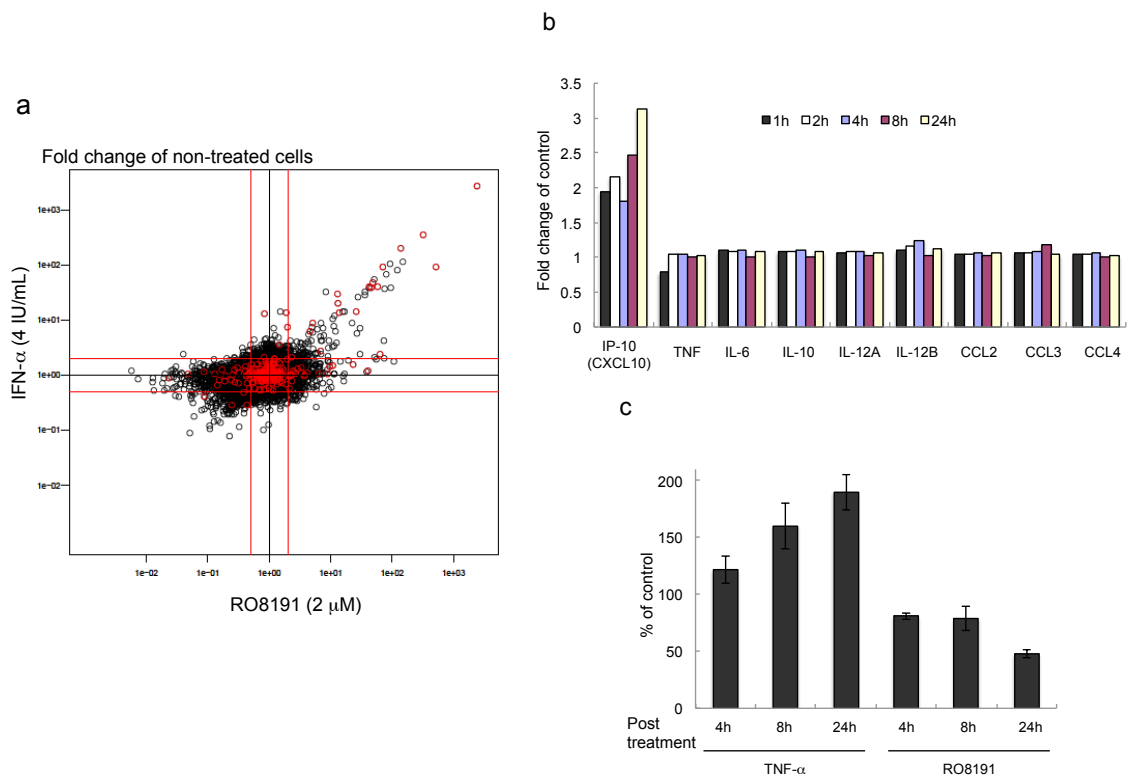 a
Fold change of non-treated cells
IFN-α (4 IU/mL)
1e+03
1e+02
1e+01
1e+00
1e-01
1e-02
1e-02 1e-01 1e+00 1e+01 1e+02 1e+03
RO8191 (2 μM)
b
Fold change of control
3.5
3
2.5
2
1.5
1
0.5
0
1h 2h 4h 8h 24h
IP-10 TNF IL-6 IL-10 IL-12A IL-12B CCL2 CCL3 CCL4
(CXCL10)
c
% of control
200
150
100
50
0
Post
treatment
4h 8h 24h 4h 8h 24h
TNF-α RO8191